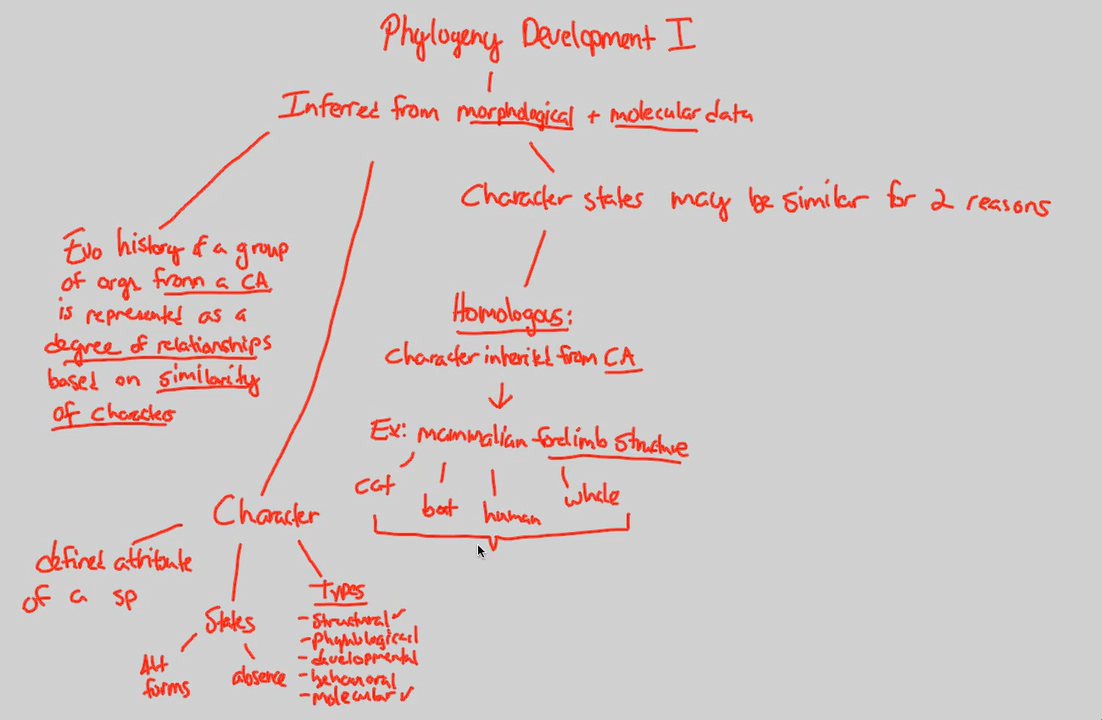 Phylogeny Development I
Inferred from morphological + molecular data
Character states may be similar for 2 reasons
Evo history of a group
of orgs from a CA
is represented as a
degree of relationships
based on similarity
of characters
Homologous:
Character inherited from CA
Ex: mammalian forelimb structure
cat
bat
human
whale
Character
defined attribute
of a sp
States
Alt
forms
absence
Types
- Structural ✓
- physiological
- developmental
- behavioral
- molecular ✓